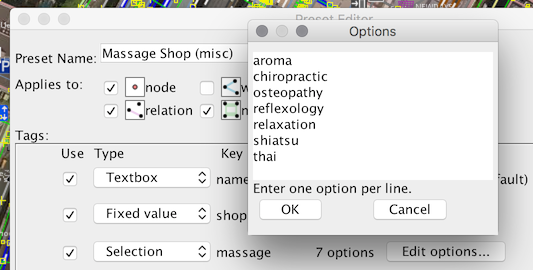 Preset Editor
Options
Preset Name: Massage Shop (misc)
Applies to: node
relation
Tags:
Use Type Key
Textbox name
Fixed value shop
Selection massage 7 options Edit options...
aroma
chiropractic
osteopathy
reflexology
relaxation
shiatsu
thai
Enter one option per line.
OK Cancel